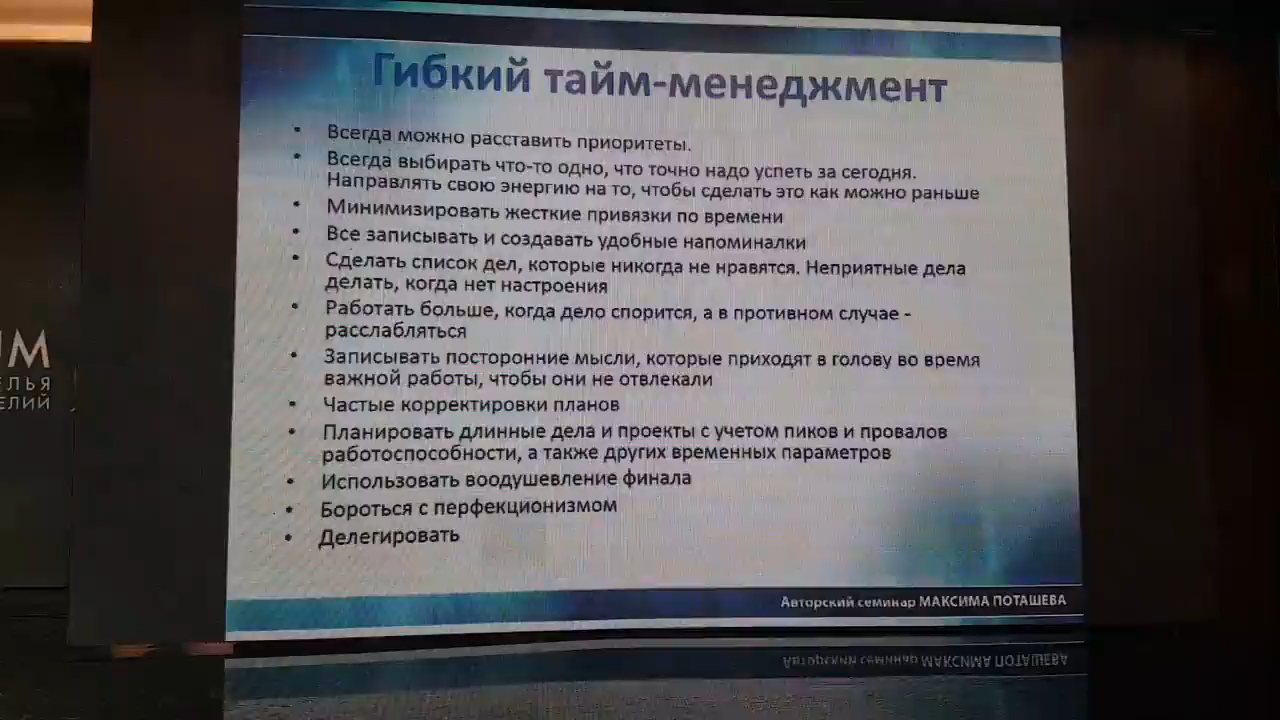 Гибкий тайм-менеджмент
• Всегда можно расставить приоритеты.
• Всегда выбирать что-то одно, что точно надо успеть за сегодня.
Направлять свою энергию на то, чтобы сделать это как можно раньше
• Минимизировать жесткие привязки по времени
• Все записывать и создавать удобные напоминалки
• Сделать список дел, которые никогда не нравятся. Неприятные дела
делать, когда нет настроения
• Работать больше, когда дело спорится, а в противном случае -
расслабляться
• Записывать посторонние мысли, которые приходят в голову во время
важной работы, чтобы они не отвлекали
• Частые корректировки планов
• Планировать длинные дела и проекты с учетом пиков и провалов
работоспособности, а также других временных параметров
• Использовать воодушевление финала
• Бороться с перфекционизмом
• Делегировать
Авторский семинар МАКСИМА ПОТАШЕВА